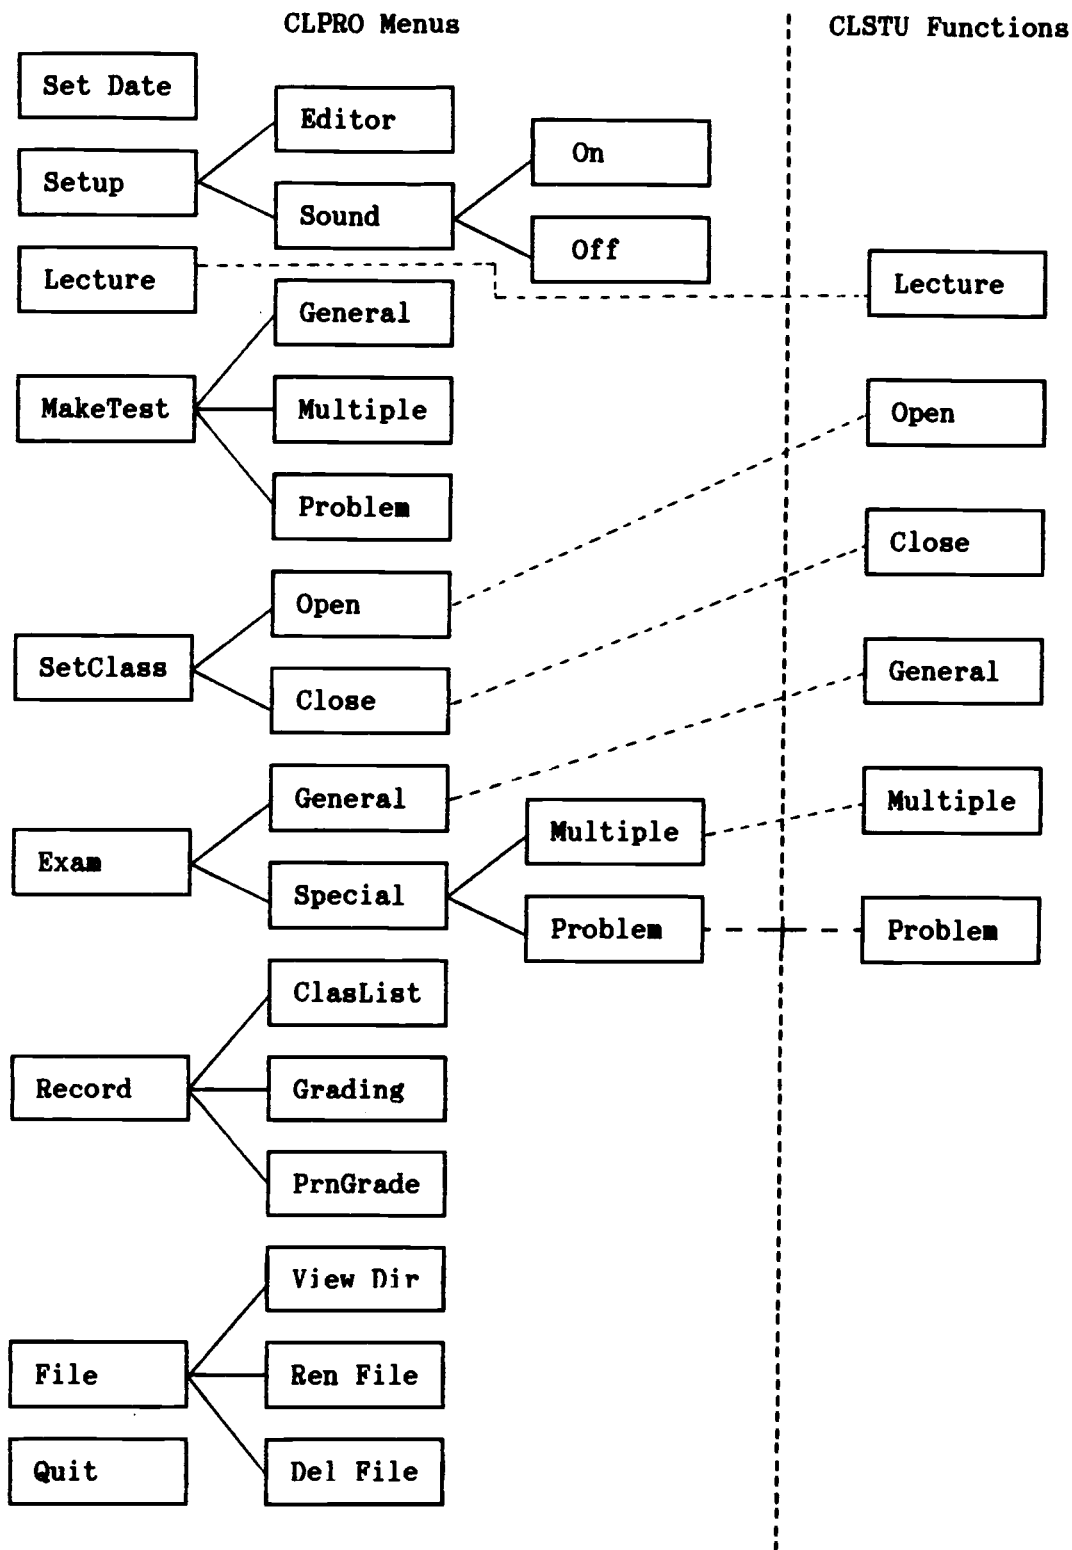 CLPRO Menus
CLSTU Functions
Set Date
Editor
On
Setup
Sound
Off
Lecture
Lecture
General
MakeTest
Multiple
Open
Problem
Close
Open
SetClass
General
Close
General
Multiple
Multiple
Exam
Special
Problem
Problem
ClasList
Record
Grading
PrnGrade
View Dir
File
Ren File
Quit
Del File